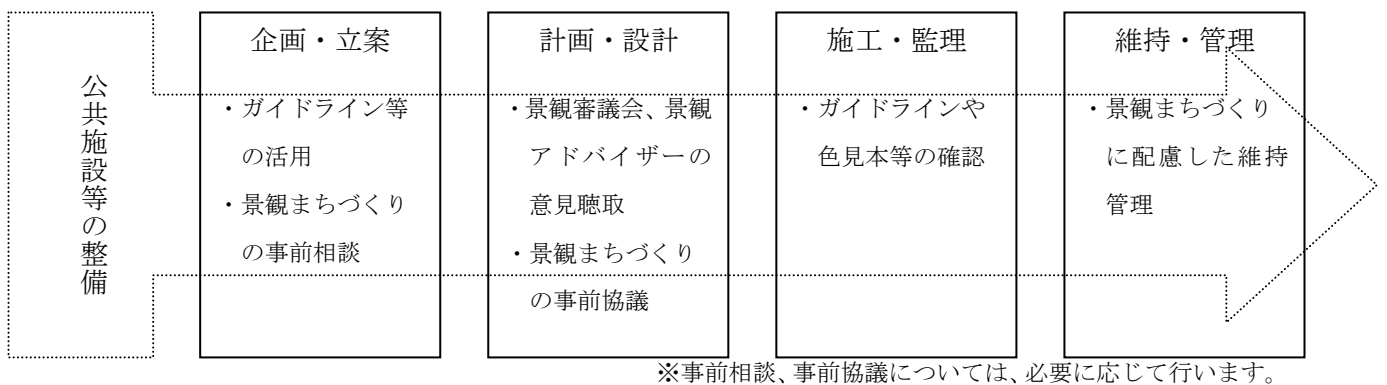 公共施設等の整備
企画・立案
・ガイドライン等
の活用
・景観まちづくり
の事前相談
計画・設計
・景観審議会、景観
アドバイザーの
意見聴取
・景観まちづくり
の事前協議
施工・監理
・ガイドラインや
色見本等の確認
維持・管理
・景観まちづくり
に配慮した維持
管理
※事前相談、事前協議については、必要に応じて行います。